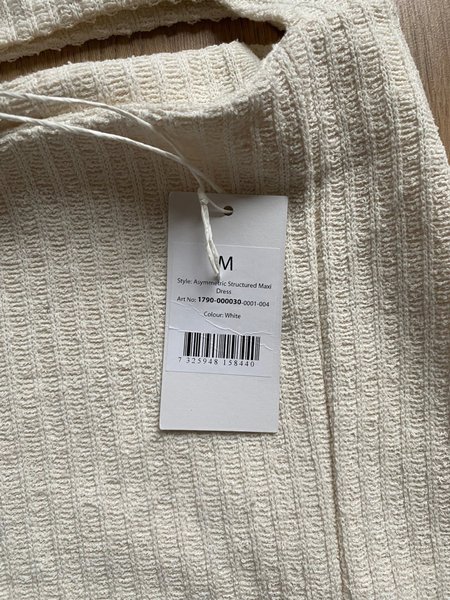 M
Style: Asymmetric Structured Maxi
Dress
Art No: 1790-000030-0001-004
Colour: White
7 325948 158440